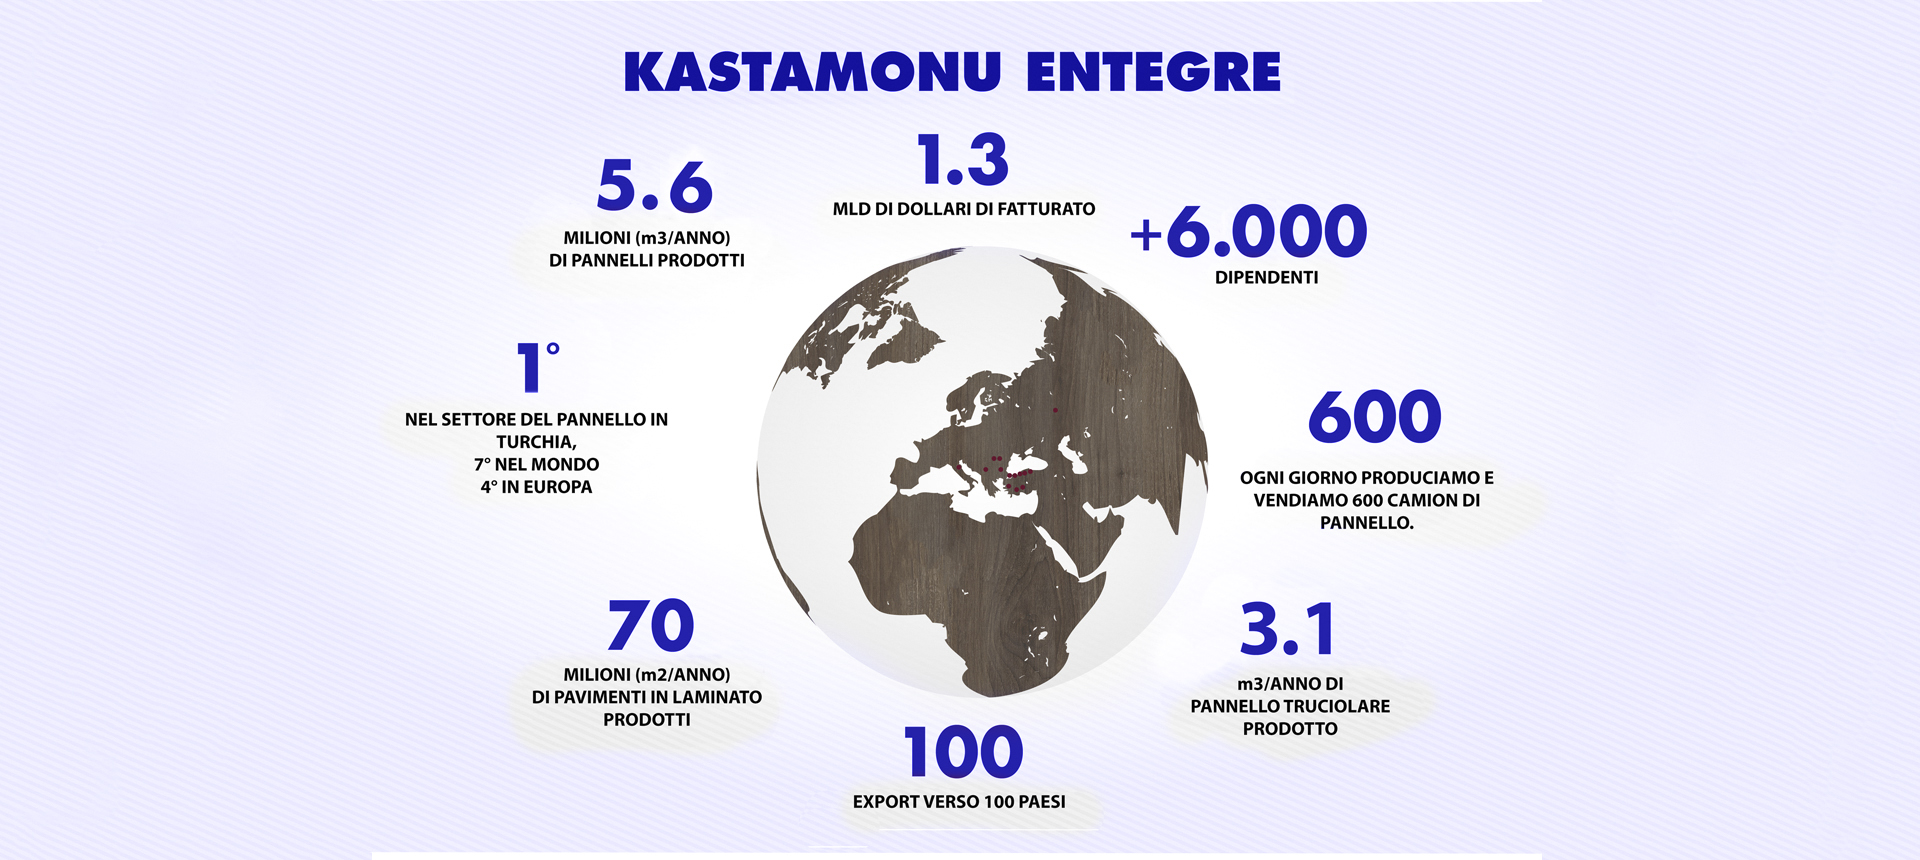 KASTAMONU ENTEGRE
5.6
MILIONI (m3/ANNO)
DI PANNELLI PRODOTTI
1.3
MLD DI DOLLARI DI FATTURATO
+6.000
DIPENDENTI
1°
NEL SETTORE DEL PANNELLO IN
TURCHIA,
7° NEL MONDO
4° IN EUROPA
600
OGNI GIORNO PRODUCIAMO E
VENDIAMO 600 CAMION DI
PANNELLO.
70
MILIONI (m2/ANNO)
DI PAVIMENTI IN LAMINATO
PRODOTTI
3.1
m3/ANNO DI
PANNELLO TRUCIOLARE
PRODOTTO
100
EXPORT VERSO 100 PAESI